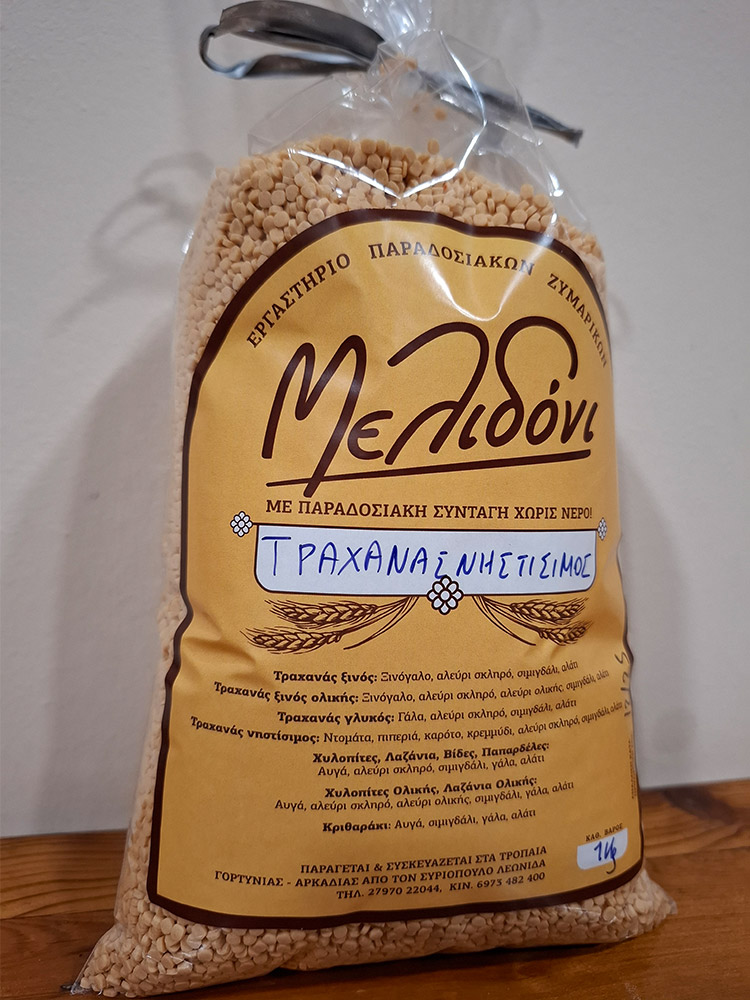 ΕΡΓΑΣΤΗΡΙΟ ΠΑΡΑΔΟΣΙΑΚΩΝ ΖΥΜΑΡΙΚΩΝ
Μελιδόνι
ΜΕ ΠΑΡΑΔΟΣΙΑΚΗ ΣΥΝΤΑΓΗ ΧΩΡΙΣ ΝΕΡΟ!
ΤΡΑΧΑΝΑΣ ΝΗΣΤΙΣΙΜΟΣ
Τραχανάς ξινός: Ξινόγαλο, αλεύρι σκληρό, σιμιγδάλι, αλάτι
Τραχανάς ξινός ολικής: Ξινόγαλο, αλεύρι σκληρό, αλεύρι ολικής, σιμιγδάλι, αλάτι
Τραχανάς γλυκός: Γάλα, αλεύρι σκληρό, σιμιγδάλι, αλάτι
Τραχανάς νηστίσιμος: Ντομάτα, πιπεριά, καρότο, κρεμμύδι, αλεύρι σκληρό, σιμιγδάλι, αλάτι
Χυλοπίτες, Λαζάνια, Βίδες, Παπαρδέλες:
Αυγά, αλεύρι σκληρό, σιμιγδάλι, γάλα, αλάτι
Χυλοπίτες Ολικής, Λαζάνια Ολικής:
Αυγά, αλεύρι σκληρό, αλεύρι ολικής, σιμιγδάλι, γάλα, αλάτι
Κριθαράκι: Αυγά, σιμιγδάλι, γάλα, αλάτι
ΚΑΘ. ΒΑΡΟΣ
1kg
ΠΑΡΑΓΕΤΑΙ & ΣΥΣΚΕΥΑΖΕΤΑΙ ΣΤΑ ΤΡΟΠΑΙΑ
ΓΟΡΤΥΝΙΑΣ - ΑΡΚΑΔΙΑΣ ΑΠΟ ΤΟΝ ΣΥΡΙΟΠΟΥΛΟ ΛΕΩΝΙΔΑ
ΤΗΛ. 27970 22044, ΚΙΝ. 6973 482 400